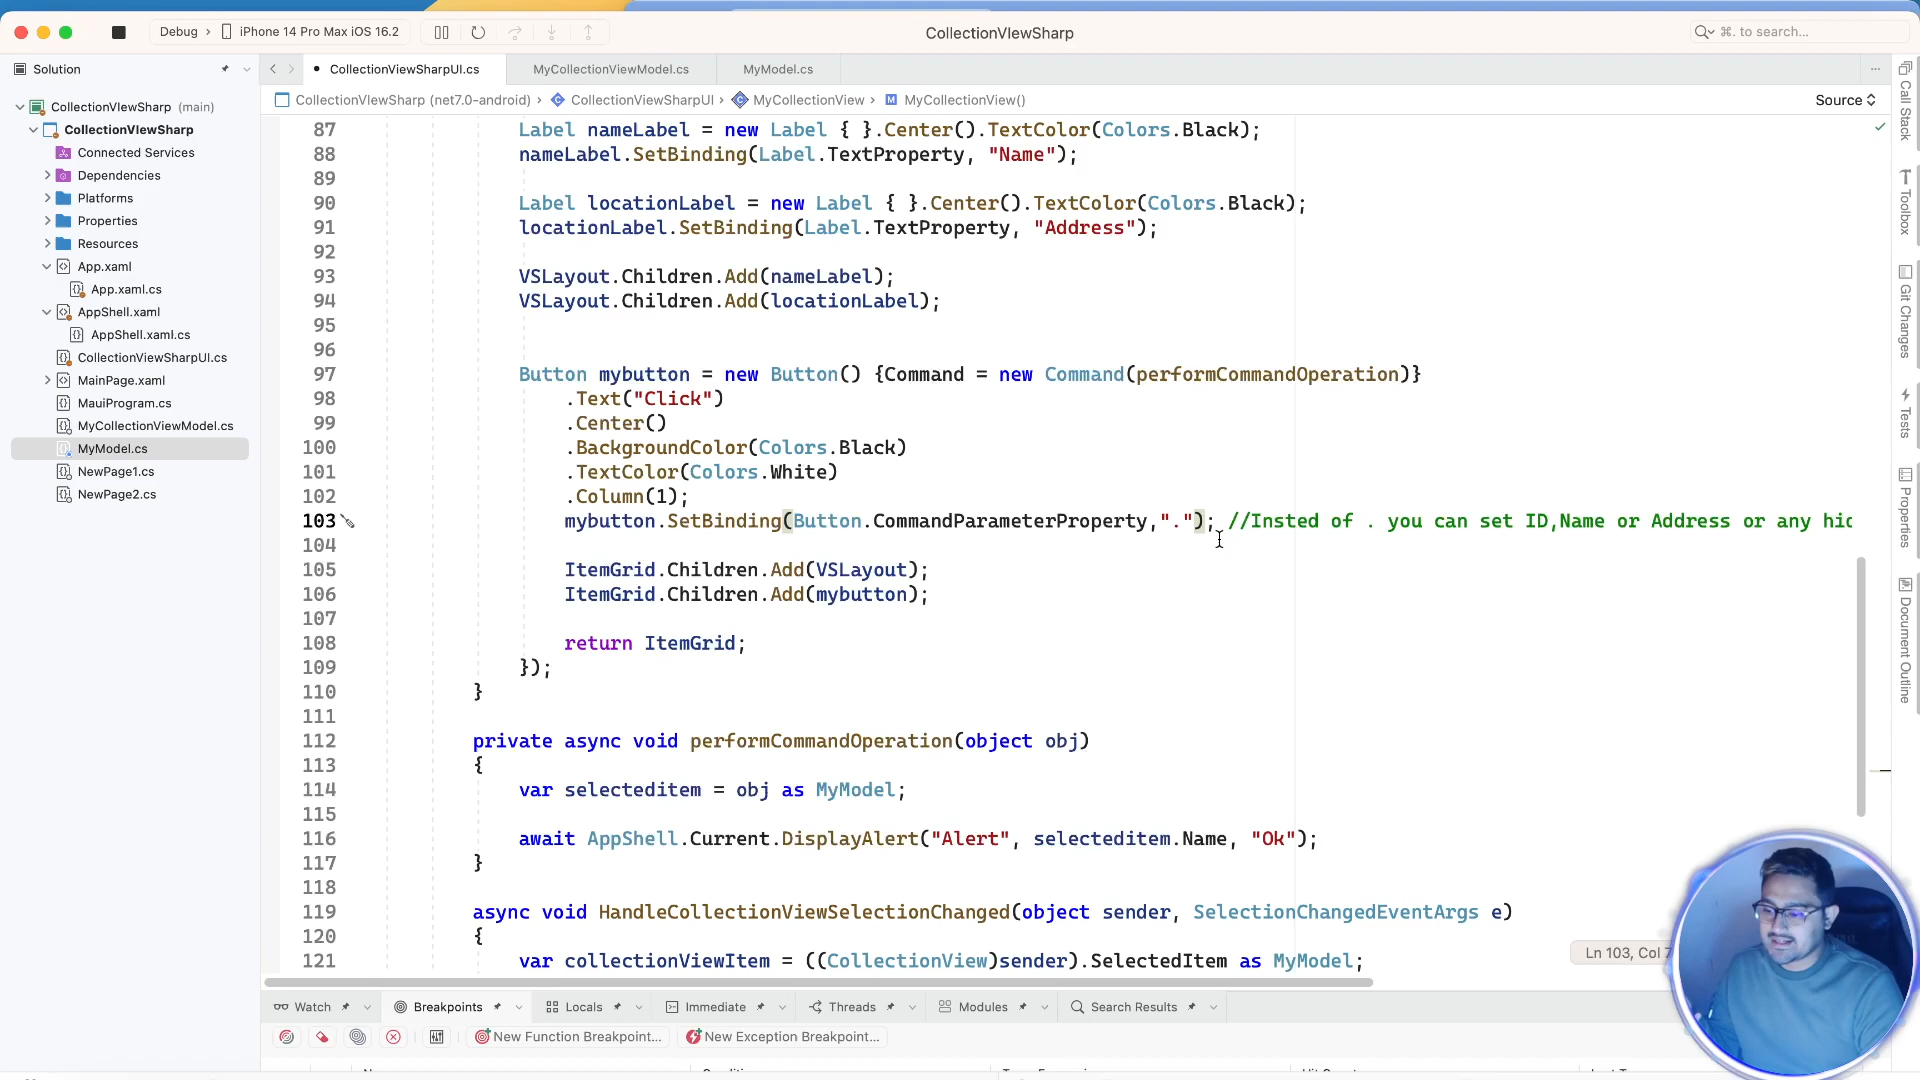 Debug › iPhone 14 Pro Max iOS 16.2
CollectionVIewSharp
⌘. to search...
Solution
CollectionViewSharpUI.cs
MyCollectionViewModel.cs
MyModel.cs
CollectionVIewSharp (net7.0-android) › CollectionViewSharpUI › MyCollectionView › MyCollectionView()
Source
CollectionVIewSharp (main)
CollectionVIewSharp
Connected Services
Dependencies
Platforms
Properties
Resources
App.xaml
App.xaml.cs
AppShell.xaml
AppShell.xaml.cs
CollectionViewSharpUI.cs
MainPage.xaml
MauiProgram.cs
MyCollectionViewModel.cs
MyModel.cs
NewPage1.cs
NewPage2.cs
87 Label nameLabel = new Label { }.Center().TextColor(Colors.Black);
88 nameLabel.SetBinding(Label.TextProperty, "Name");
89
90 Label locationLabel = new Label { }.Center().TextColor(Colors.Black);
91 locationLabel.SetBinding(Label.TextProperty, "Address");
92
93 VSLayout.Children.Add(nameLabel);
94 VSLayout.Children.Add(locationLabel);
95
96
97 Button mybutton = new Button() {Command = new Command(performCommandOperation)}
98 .Text("Click")
99 .Center()
100 .BackgroundColor(Colors.Black)
101 .TextColor(Colors.White)
102 .Column(1);
103 mybutton.SetBinding(Button.CommandParameterProperty,"."); //Insted of . you can set ID,Name or Address or any
104
105 ItemGrid.Children.Add(VSLayout);
106 ItemGrid.Children.Add(mybutton);
107
108 return ItemGrid;
109 });
110 }
111
112 private async void performCommandOperation(object obj)
113 {
114 var selecteditem = obj as MyModel;
115
116 await AppShell.Current.DisplayAlert("Alert", selecteditem.Name, "Ok");
117 }
118
119 async void HandleCollectionViewSelectionChanged(object sender, SelectionChangedEventArgs e)
120 {
121 var collectionViewItem = ((CollectionView)sender).SelectedItem as MyModel;
Ln 103, Col
Call Stack
Toolbox
Git Changes
Tests
Properties
Document Outline
Watch
Breakpoints
Locals
Immediate
Threads
Modules
Search Results
New Function Breakpoint...
New Exception Breakpoint...